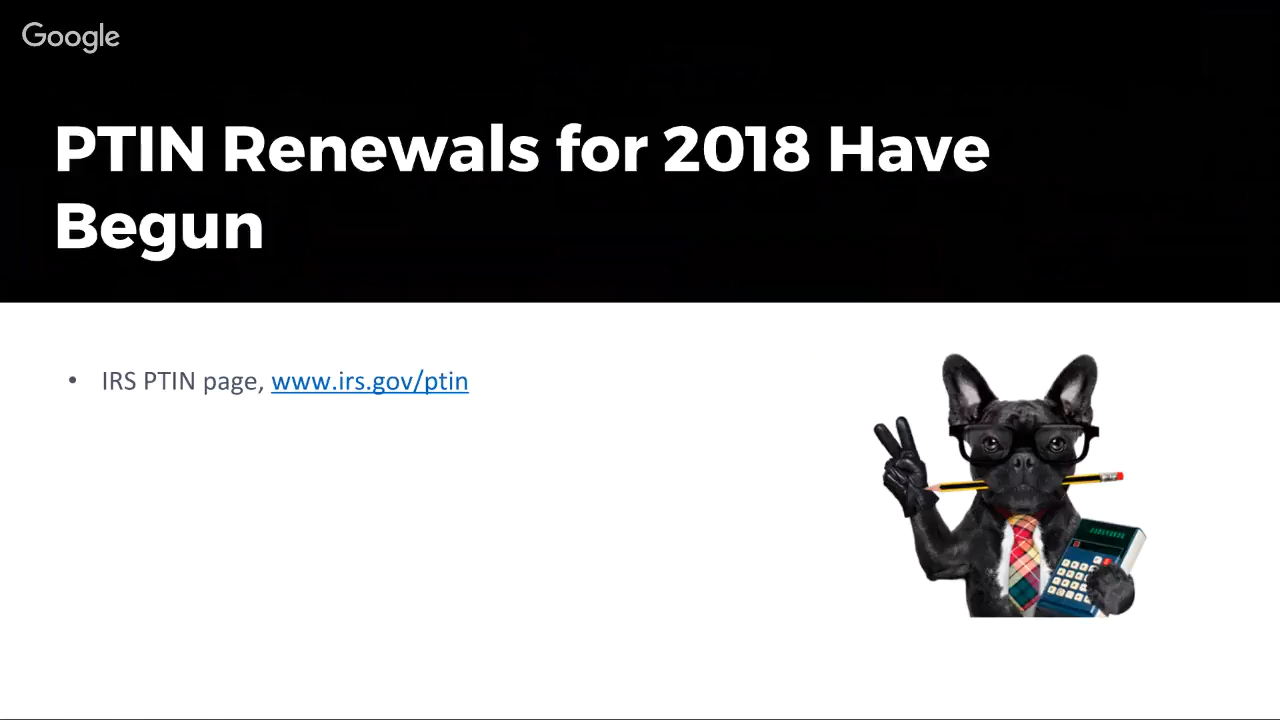 Google
PTIN Renewals for 2018 Have
Begun
• IRS PTIN page, www.irs.gov/ptin